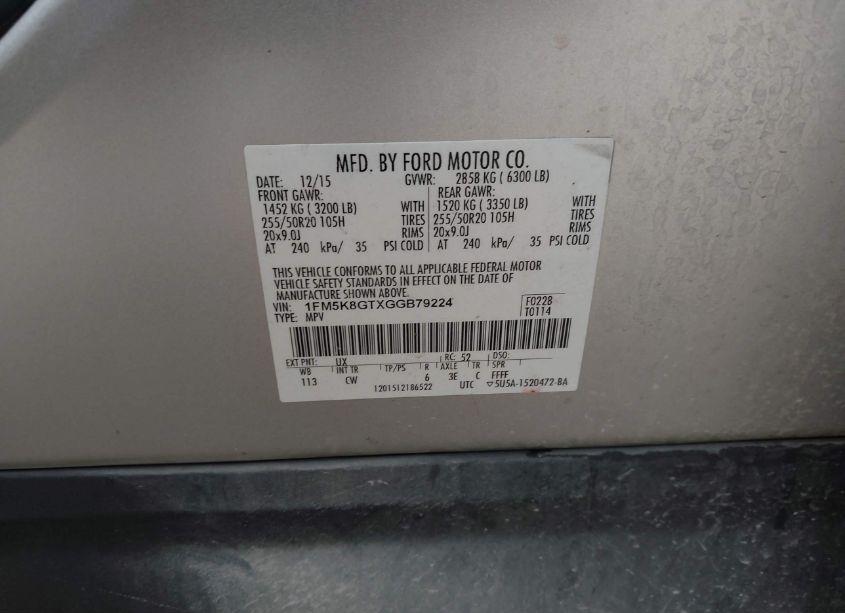 MFD. BY FORD MOTOR CO.
DATE: 12/15 GVWR: 2858 KG ( 6300 LB)
FRONT GAWR: REAR GAWR:
1452 KG ( 3200 LB) WITH 1520 KG ( 3350 LB) WITH
255/50R20 105H TIRES 255/50R20 105H TIRES
20x9.0J RIMS 20x9.0J RIMS
AT 240 kPa/ 35 PSI COLD AT 240 kPa/ 35 PSI COLD
THIS VEHICLE CONFORMS TO ALL APPLICABLE FEDERAL MOTOR
VEHICLE SAFETY STANDARDS IN EFFECT ON THE DATE OF
MANUFACTURE SHOWN ABOVE.
VIN: 1FM5K8GTXGGB79224 F0228
TYPE: MPV T0114
EXT PNT: UX RC: 52 DSO:
WB INT TR TP/PS R AXLE TR SPR
113 CW 6 3E C FFFF
1201512186522 UTC ▽5U5A-1520472-BA